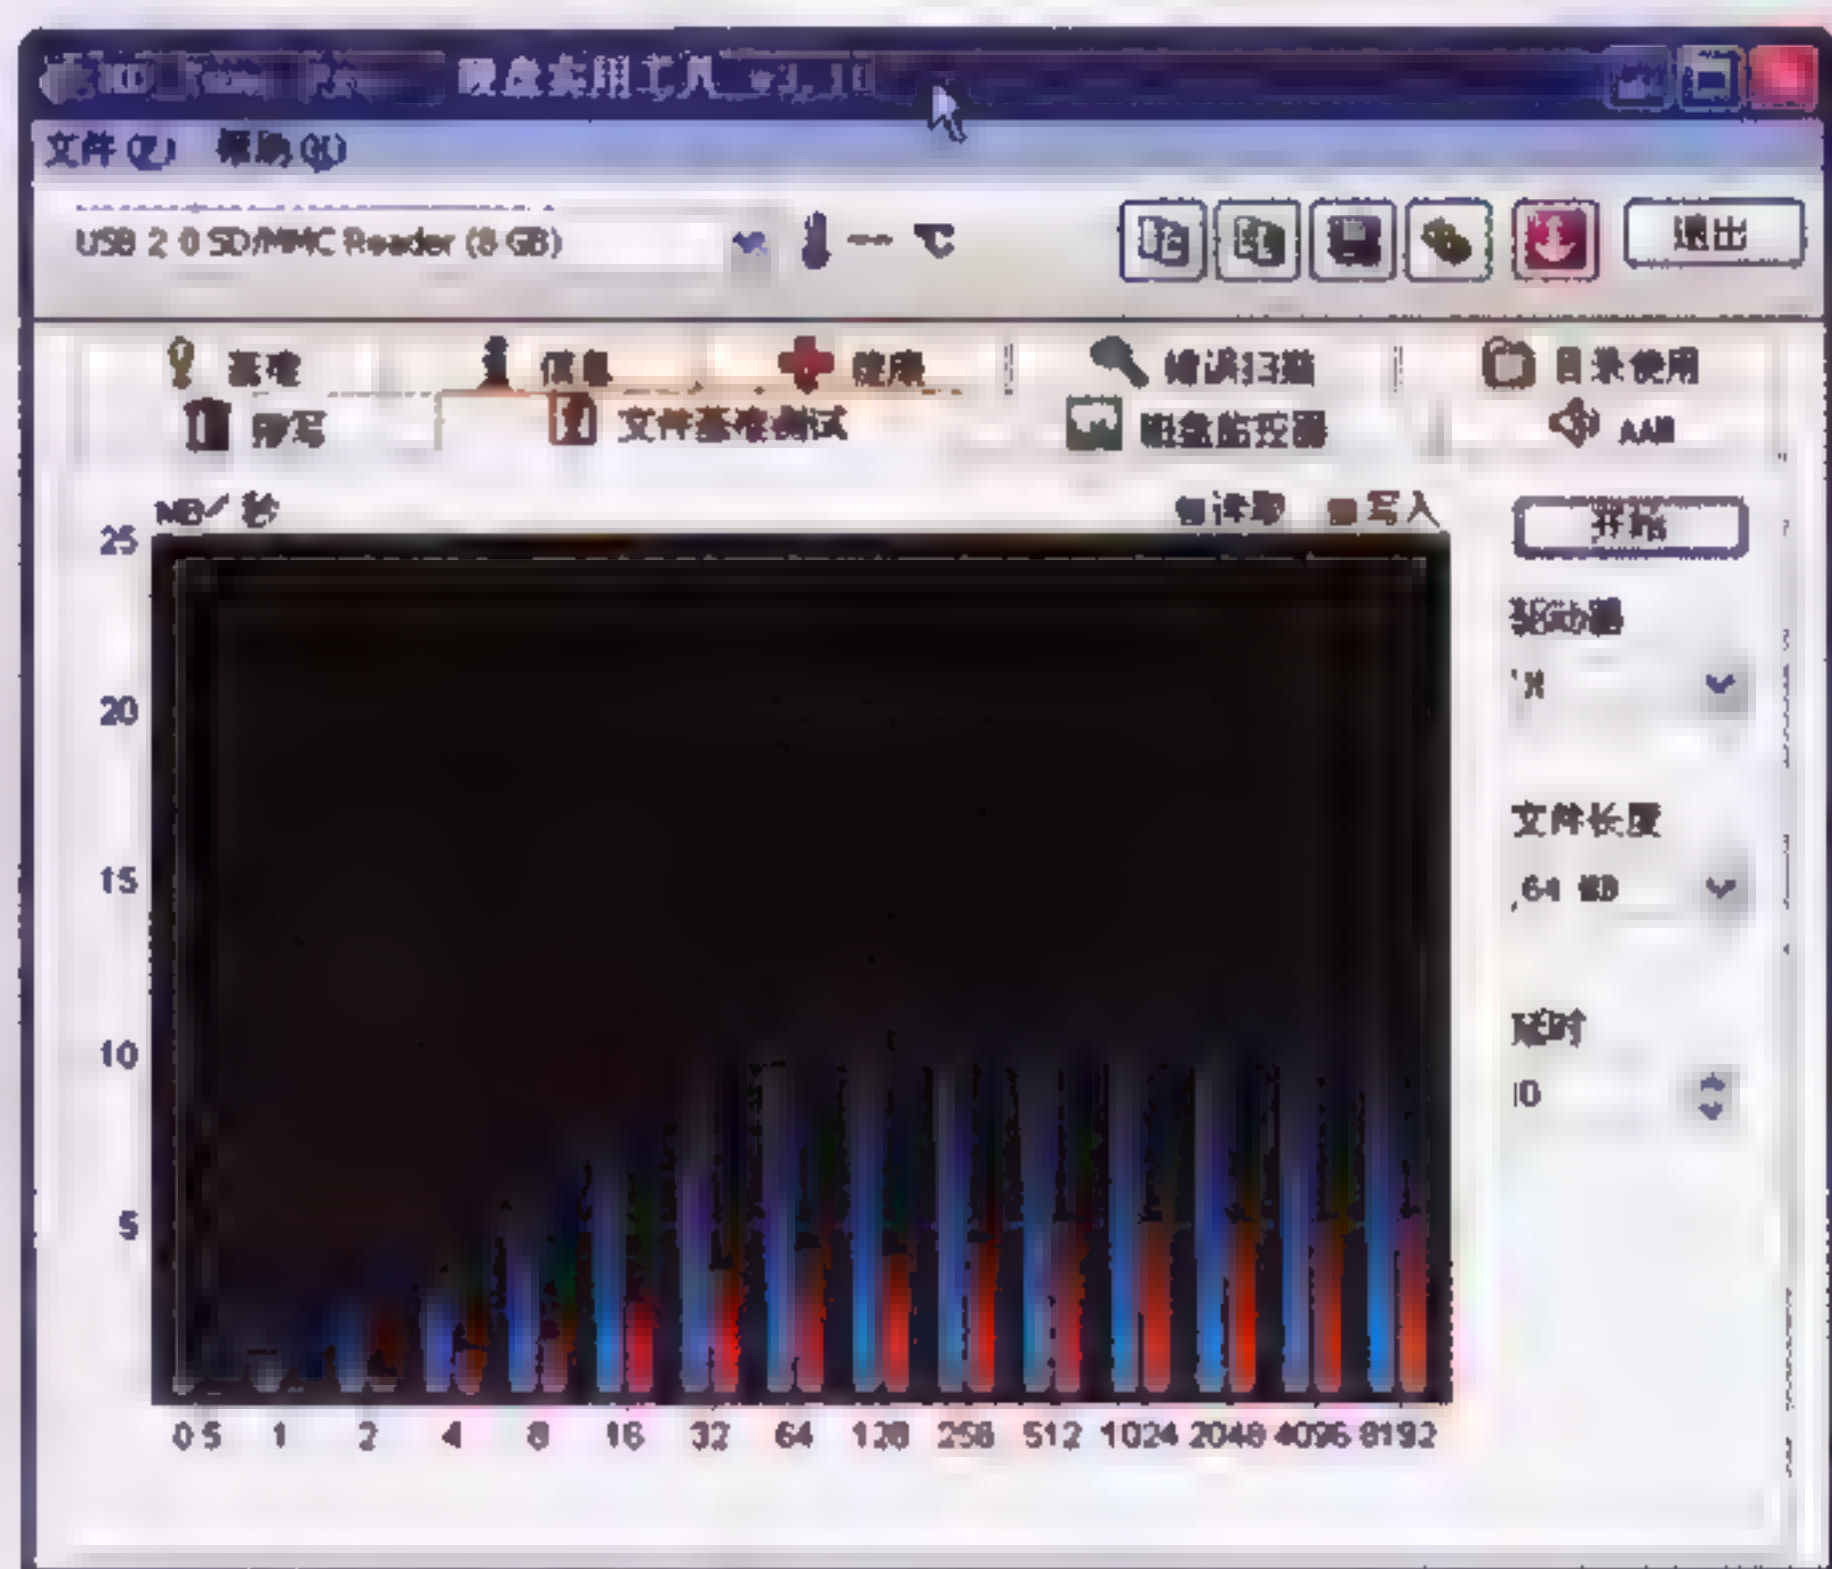 硬盘实用工具 v3.10
文件(F) 帮助(H)
USB 2 0 SD/MMC Reader (8 GB)
-- ℃
退出
基准 信息 健康 错误扫描 目录使用
擦写 文件基准测试 磁盘监控器 AAM
MB/秒 读取 写入
开始
25
20
15
10
5
驱动器
文件长度
64 MB
延时
0
0 5 1 2 4 8 16 32 64 128 256 512 1024 2048 4096 8192